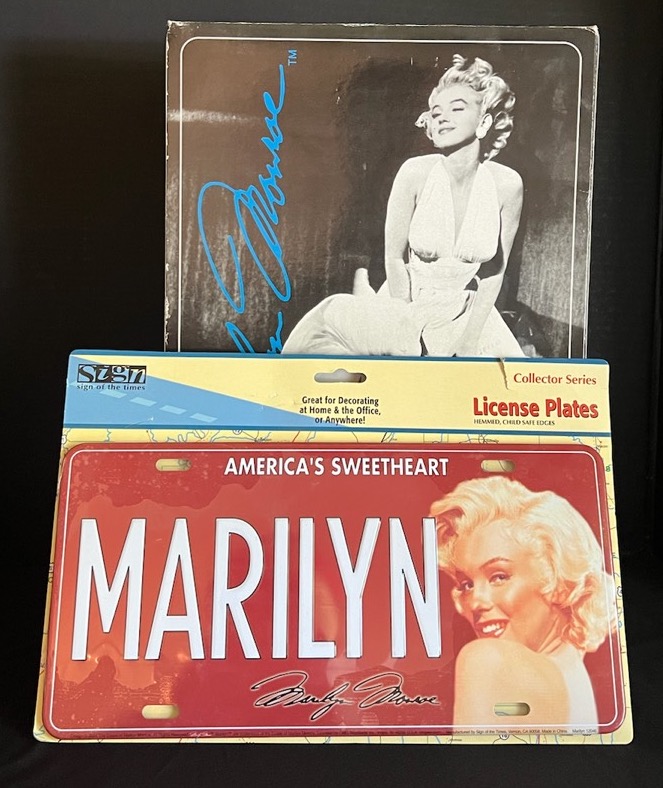 Monroe™
Sign
sign of the times
Great for Decorating
at Home & the Office,
or Anywhere!
Collector Series
License Plates
HEMMED, CHILD SAFE EDGES
AMERICA'S SWEETHEART
MARILYN
Marilyn Monroe